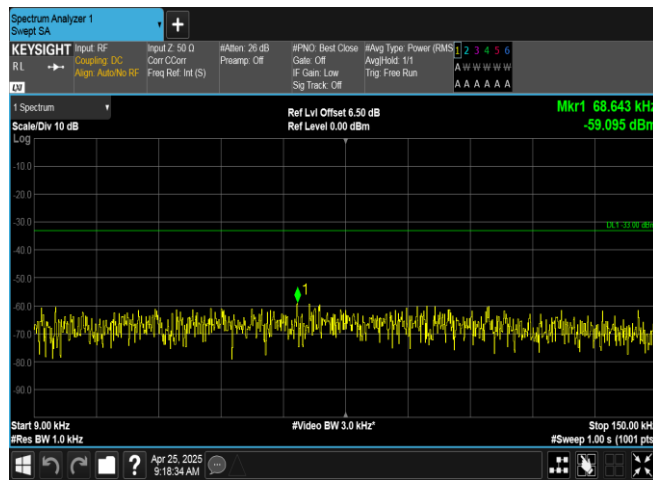 Spectrum Analyzer 1
Swept SA
+
KEYSIGHT
R L
LXI
Input: RF
Coupling: DC
Align: Auto/No RF
Input Z: 50 Ω
Corr CCorr
Freq Ref: Int (S)
#Atten: 26 dB
Preamp: Off
#PNO: Best Close
Gate: Off
IF Gain: Low
Sig Track: Off
#Avg Type: Power (RMS
Avg|Hold: 1/1
Trig: Free Run
1 2 3 4 5 6
A W W W W W
A A A A A A
1 Spectrum
Scale/Div 10 dB
Log
Ref Lvl Offset 6.50 dB
Ref Level 0.00 dBm
Mkr1 68.643 kHz
-59.095 dBm
-10.0
-20.0
-30.0
DL1 -33.00 dBm
-40.0
-50.0
1
-60.0
-70.0
-80.0
-90.0
Start 9.00 kHz
#Res BW 1.0 kHz
#Video BW 3.0 kHz*
Stop 150.00 kHz
#Sweep 1.00 s (1001 pts
?
Apr 25, 2025
9:18:34 AM